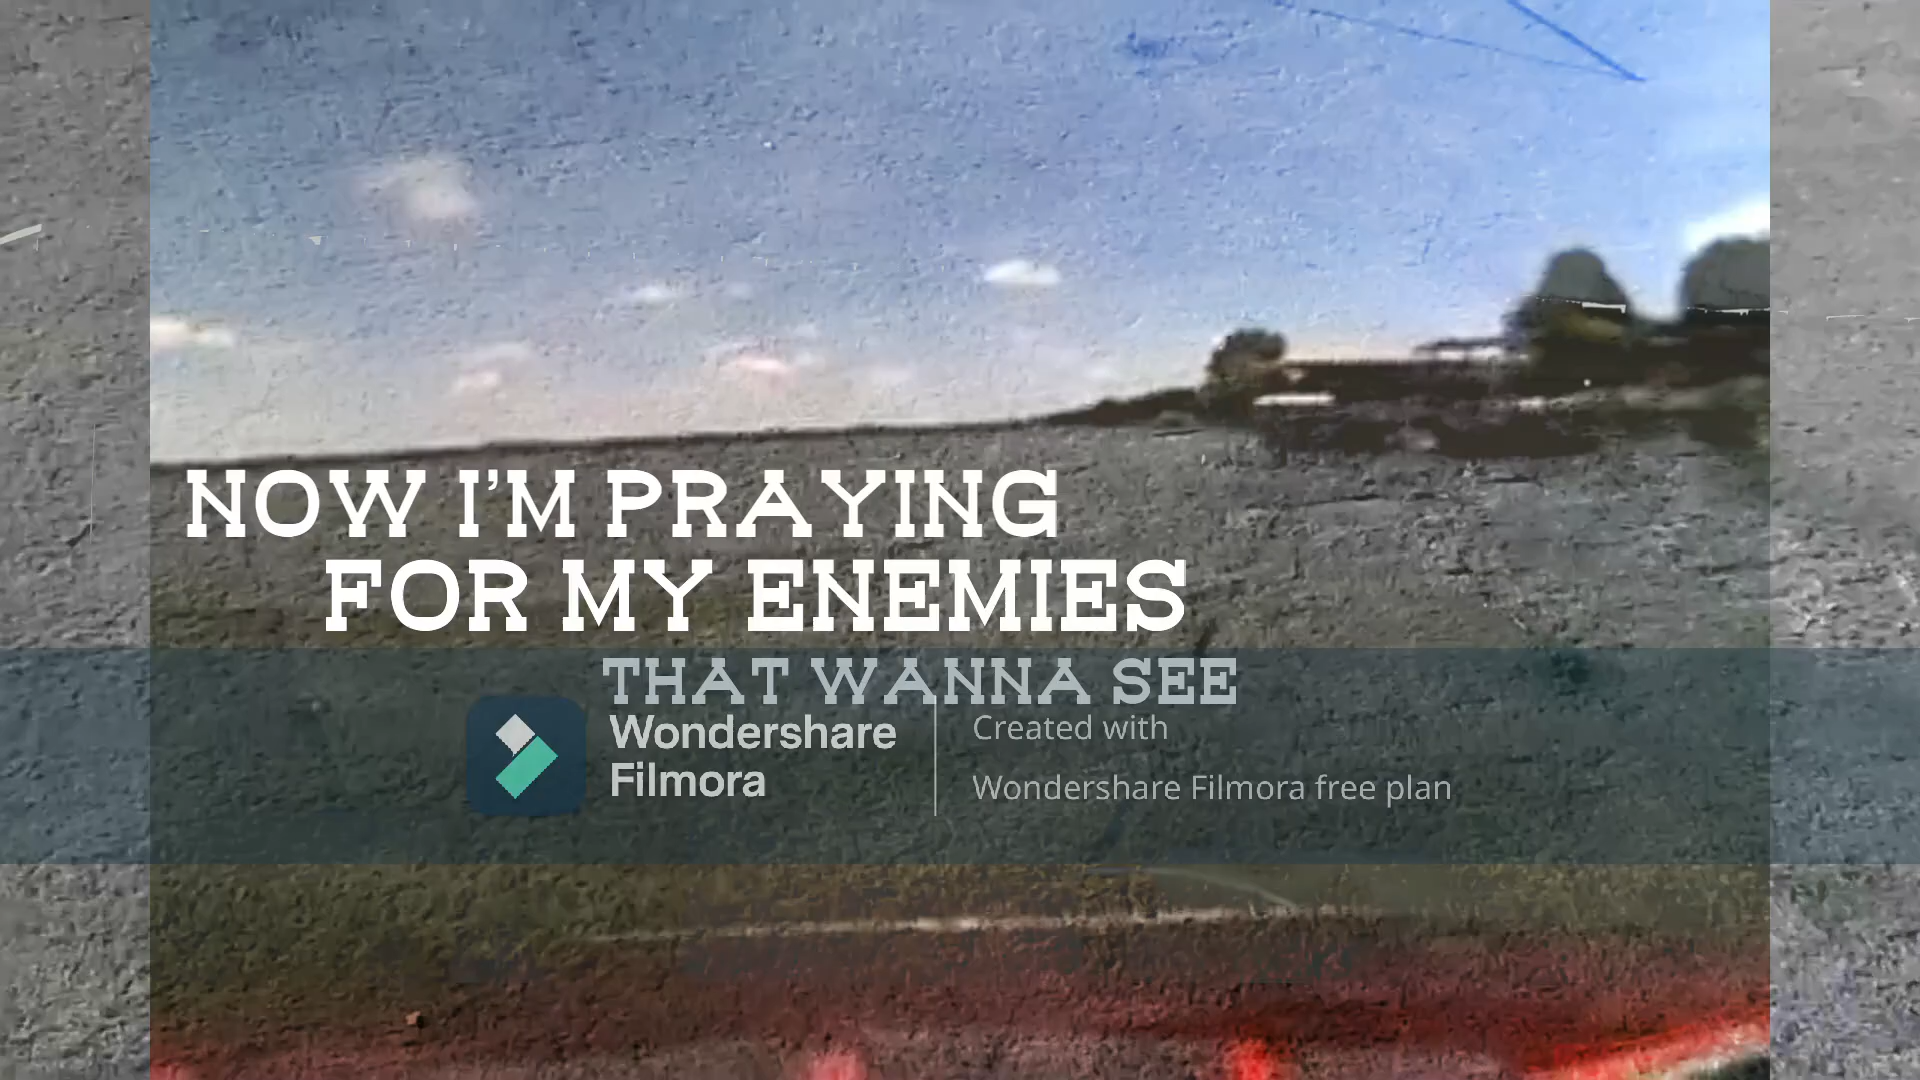 NOW I'M PRAYING
FOR MY ENEMIES
THAT WANNA SEE
Wondershare
Filmora
Created with
Wondershare Filmora free plan